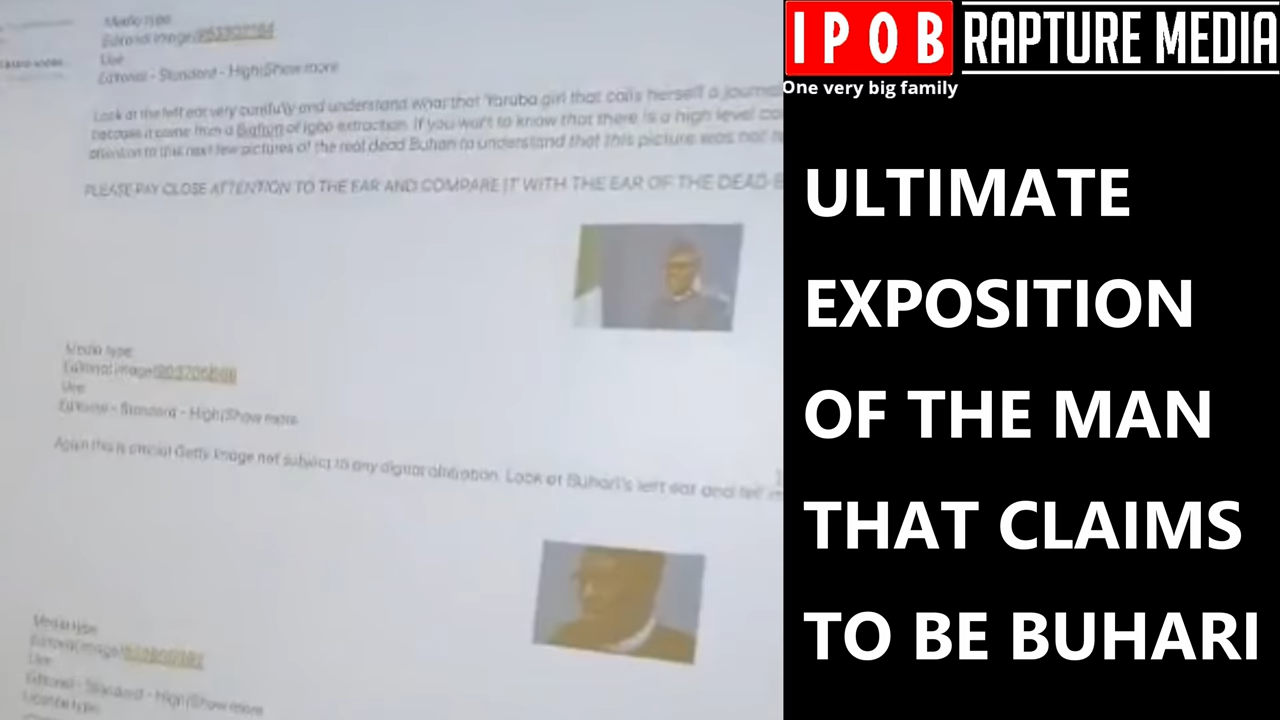 Media type:
Editorial image
Use
Editorial - Standard - High|Show more
Look at the left ear very carefully and understand what that Yoruba girl that calls herself a
because it came from a Biafran of Igbo extraction. If you want to know that there is a high level
attention to this next few pictures of the real dead Buhari to understand that this picture was not
PLEASE PAY CLOSE ATTENTION TO THE EAR AND COMPARE IT WITH THE EAR OF THE DEAD
Media type:
Editorial image
Use
Editorial - Standard - High|Show more
Again this is official Getty Image not subject to any digital alteration. Look at Buhari's left ear and tell
Media type:
Editorial image
Use
Editorial - Standard - High|Show more
License type:
IPOB RAPTURE MEDIA
One very big family
ULTIMATE
EXPOSITION
OF THE MAN
THAT CLAIMS
TO BE BUHARI